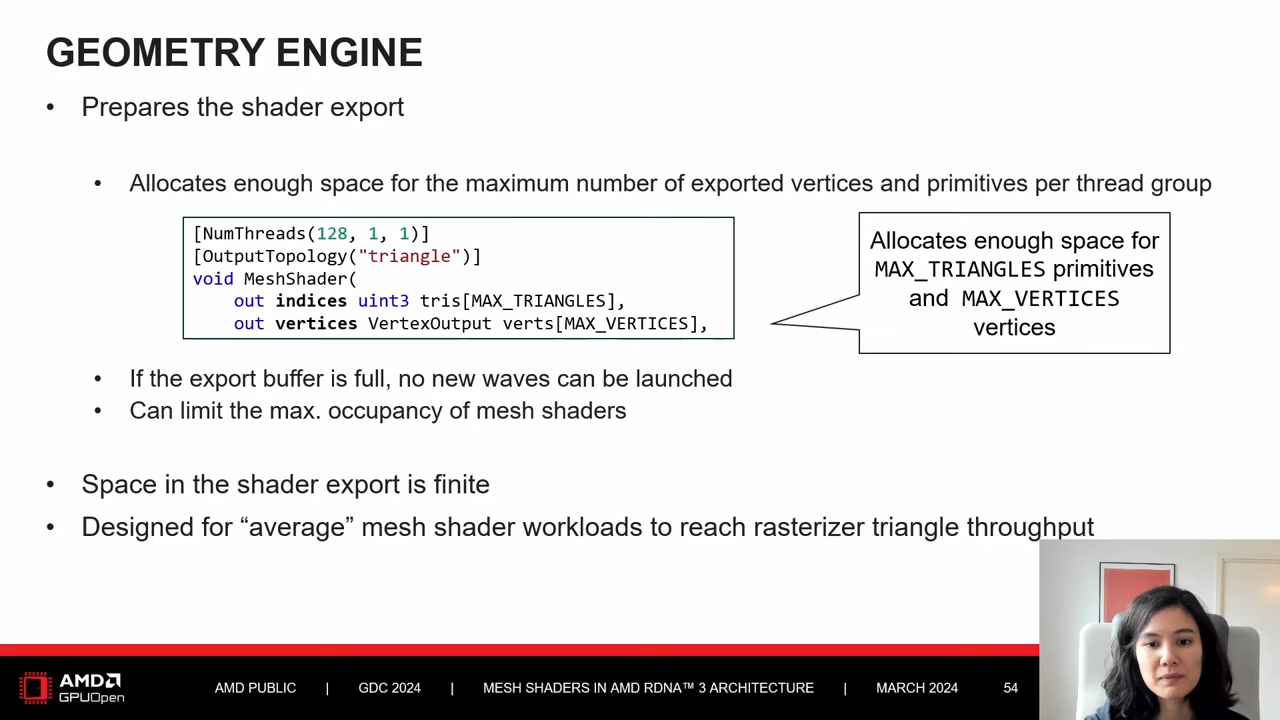 GEOMETRY ENGINE
• Prepares the shader export
• Allocates enough space for the maximum number of exported vertices and primitives per thread group
[NumThreads(128, 1, 1)]
[OutputTopology("triangle")]
void MeshShader(
out indices uint3 tris[MAX_TRIANGLES],
out vertices VertexOutput verts[MAX_VERTICES],
Allocates enough space for
MAX_TRIANGLES primitives
and MAX_VERTICES
vertices
• If the export buffer is full, no new waves can be launched
• Can limit the max. occupancy of mesh shaders
• Space in the shader export is finite
• Designed for “average” mesh shader workloads to reach rasterizer triangle throughput
AMD
GPUOpen
AMD PUBLIC | GDC 2024 | MESH SHADERS IN AMD RDNA™ 3 ARCHITECTURE | MARCH 2024 54